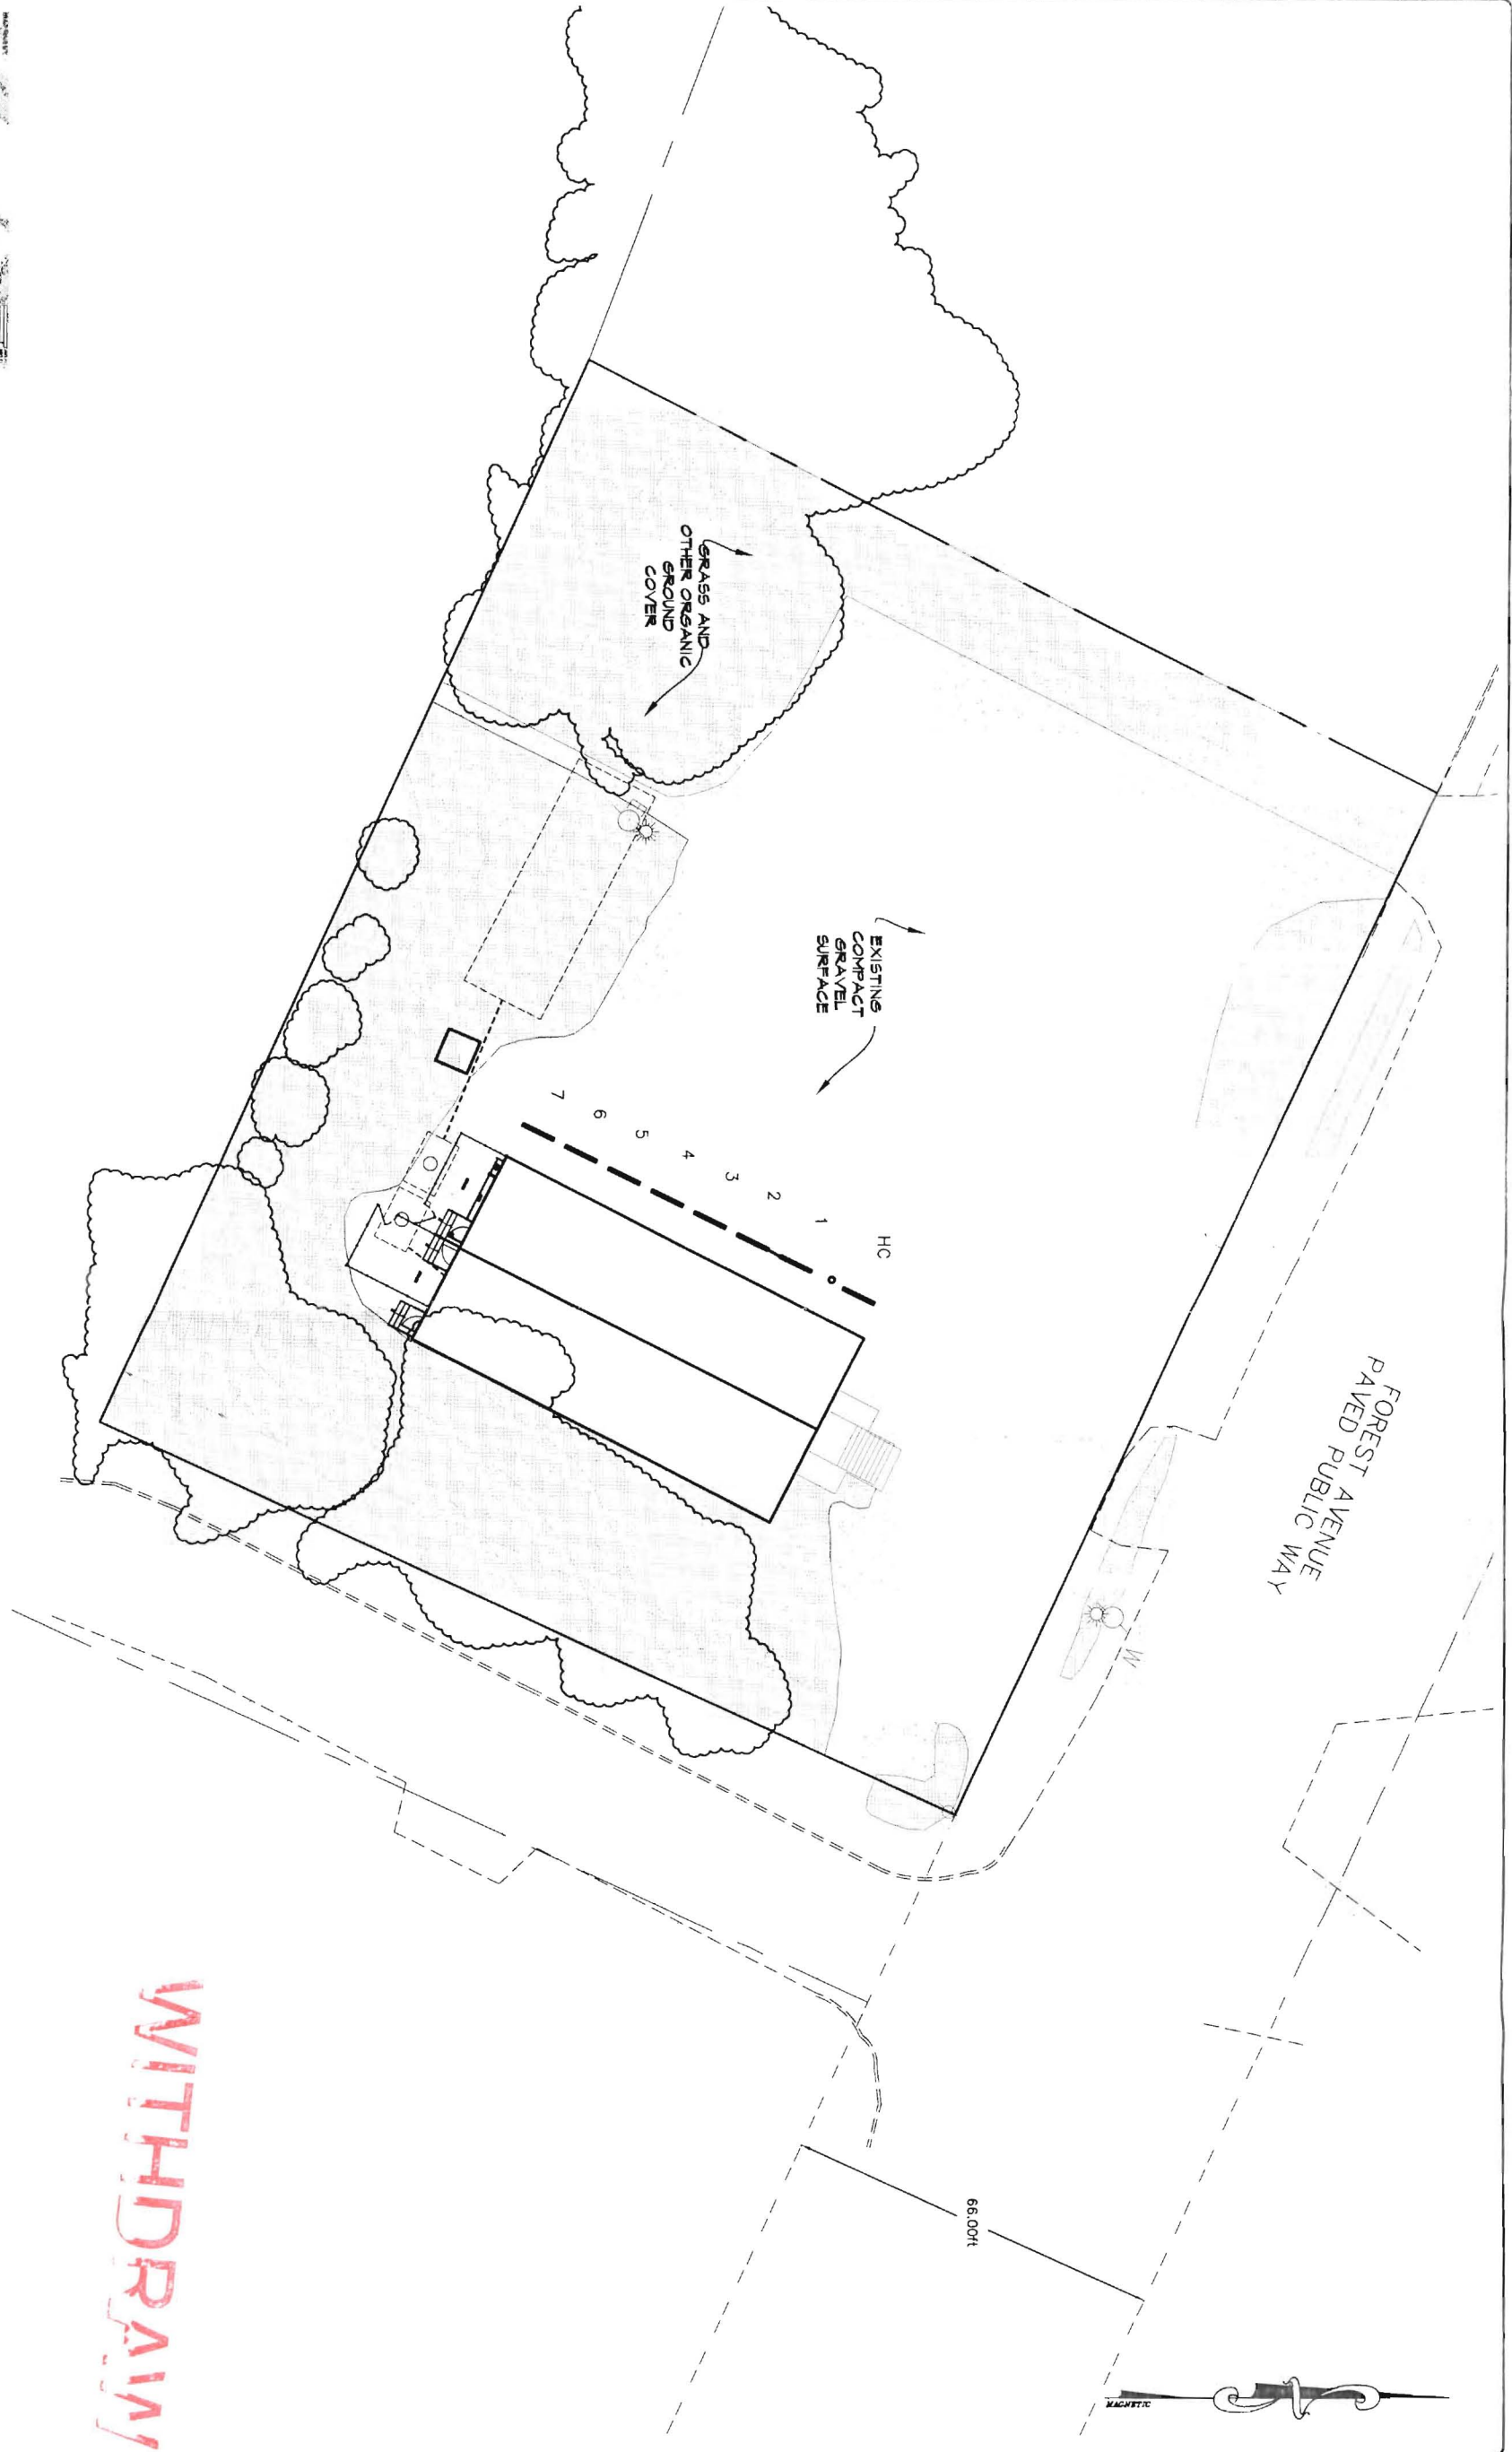 FOREST AVENUE
PAVED PUBLIC WAY
GRASS AND
OTHER ORGANIC
GROUND
COVER
EXISTING
COMPACT
GRAVEL
SURFACE
7
6
5
4
3
2
1
HC
W
66.00ft
MAGNETIC
WITHDRAW